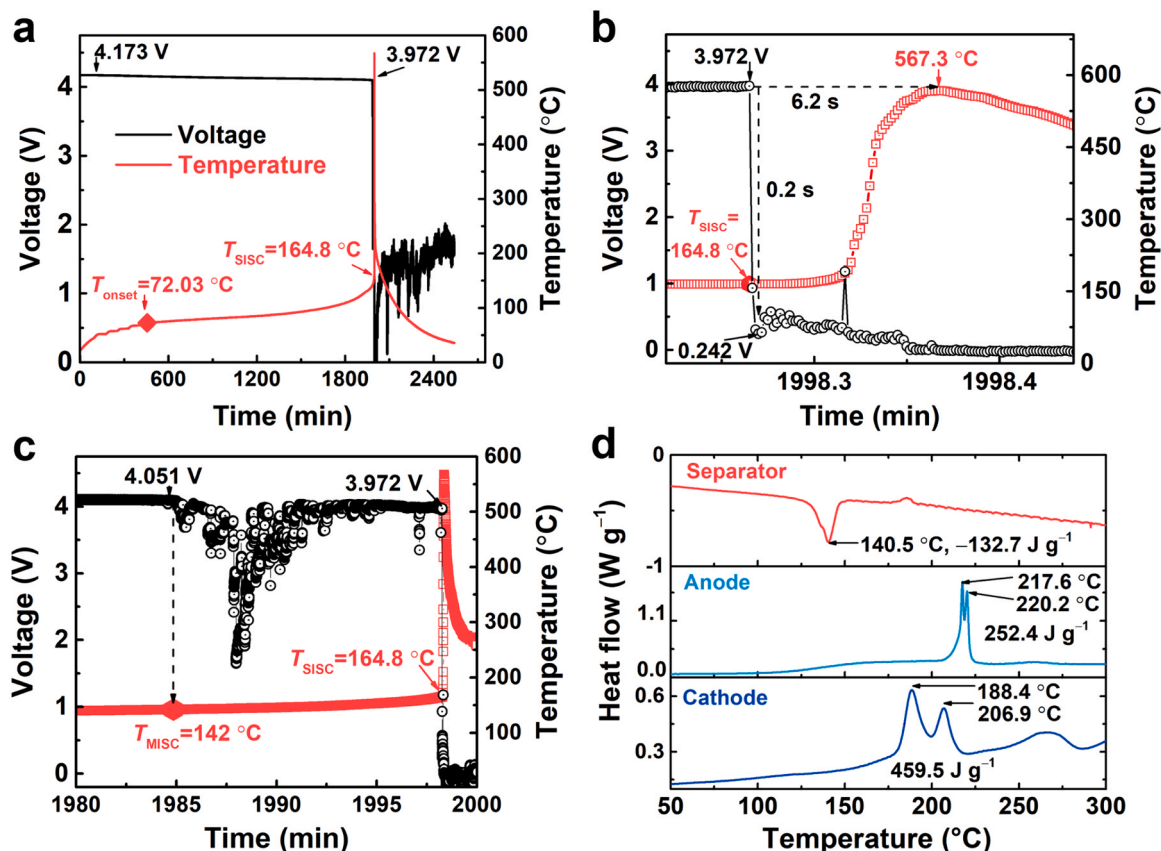 a
4.173 V
3.972 V
Voltage
Temperature
T_SISC=164.8 °C
T_onset=72.03 °C
Voltage (V)
5
4
3
2
1
0
Temperature (°C)
600
500
400
300
200
100
0
0 600 1200 1800 2400
Time (min)
b
3.972 V
567.3 °C
6.2 s
0.2 s
T_SISC=
164.8 °C
0.242 V
Voltage (V)
5
4
3
2
1
0
Temperature (°C)
600
450
300
150
0
1998.3 1998.4
Time (min)
c
4.051 V
3.972 V
T_SISC=164.8 °C
T_MISC=142 °C
Voltage (V)
5
4
3
2
1
0
Temperature (°C)
600
500
400
300
200
100
0
1980 1985 1990 1995 2000
Time (min)
d
Separator
140.5 °C, −132.7 J g⁻¹
Anode
217.6 °C
220.2 °C
252.4 J g⁻¹
Cathode
188.4 °C
206.9 °C
459.5 J g⁻¹
Heat flow (W g⁻¹)
0
-1
1.1
0.0
0.6
0.3
50 100 150 200 250 300
Temperature (°C)